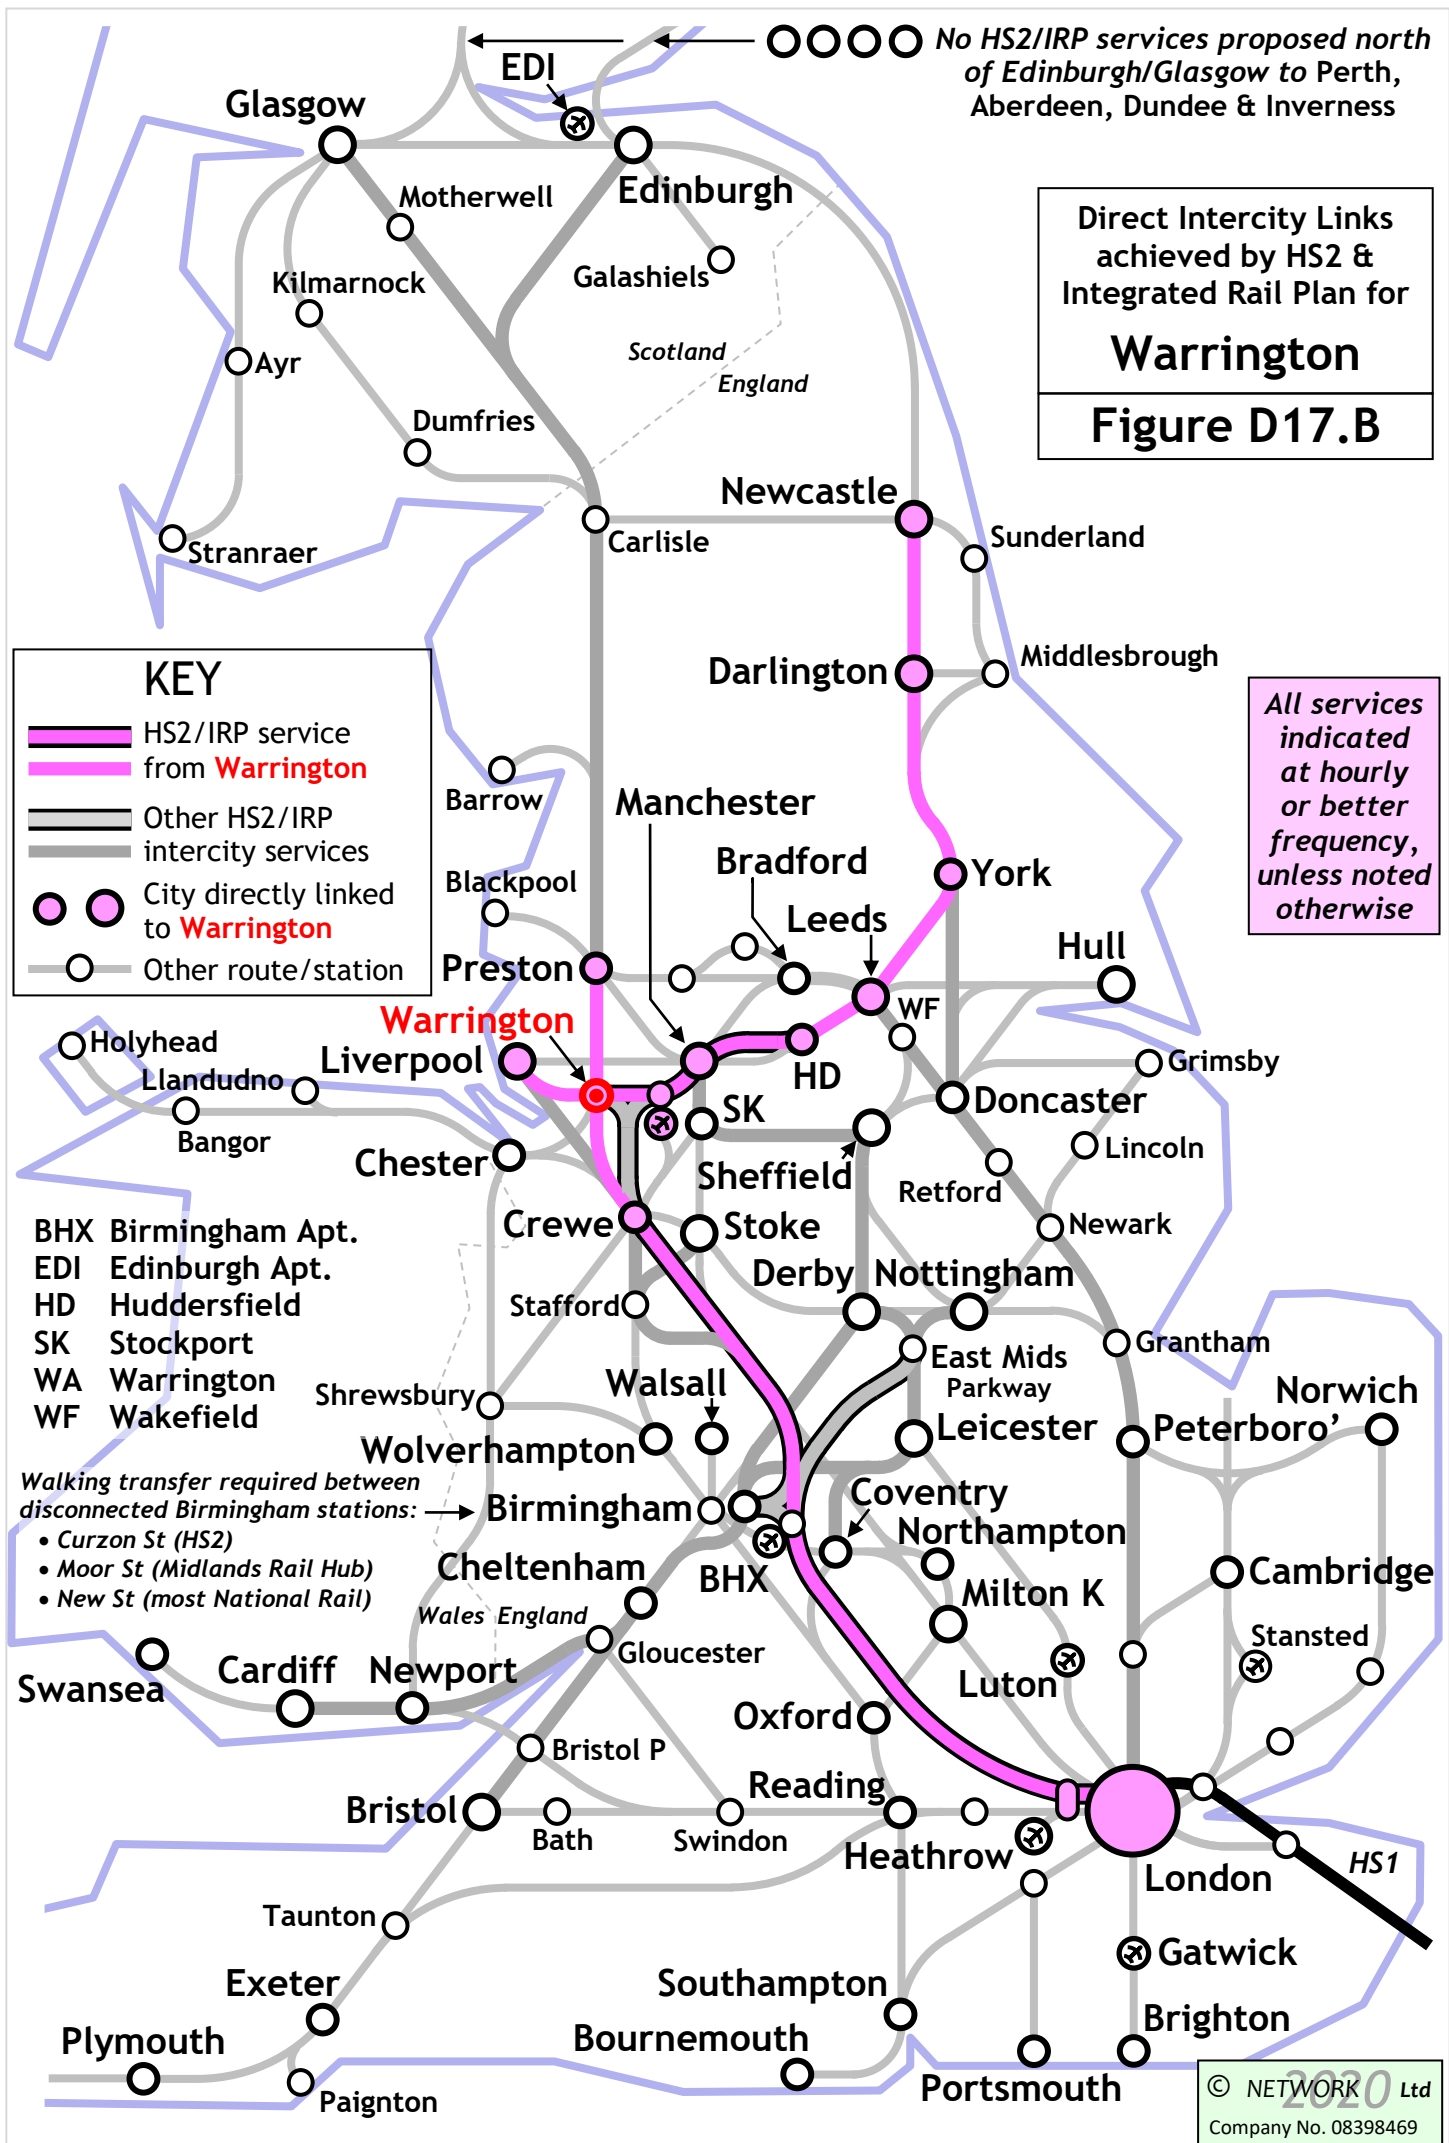 No HS2/IRP services proposed north
of Edinburgh/Glasgow to Perth,
Aberdeen, Dundee & Inverness
EDI
Glasgow
Edinburgh
Motherwell
Galashiels
Kilmarnock
Ayr
Scotland
England
Dumfries
Direct Intercity Links
achieved by HS2 &
Integrated Rail Plan for
Warrington
Figure D17.B
Newcastle
Stranraer
Carlisle
Sunderland
Darlington
Middlesbrough
KEY
HS2/IRP service
from Warrington
Other HS2/IRP
intercity services
City directly linked
to Warrington
Other route/station
All services
indicated
at hourly
or better
frequency,
unless noted
otherwise
Barrow
Manchester
Bradford
York
Blackpool
Leeds
Hull
Preston
WF
Warrington
Holyhead
Liverpool
Llandudno
HD
Grimsby
SK
Doncaster
Bangor
Lincoln
Chester
Sheffield
Retford
Crewe
Stoke
Newark
BHX Birmingham Apt.
EDI Edinburgh Apt.
HD Huddersfield
SK Stockport
WA Warrington
WF Wakefield
Derby
Nottingham
Stafford
Grantham
East Mids
Parkway
Walsall
Shrewsbury
Norwich
Leicester
Peterboro’
Wolverhampton
Walking transfer required between
disconnected Birmingham stations:
• Curzon St (HS2)
• Moor St (Midlands Rail Hub)
• New St (most National Rail)
Birmingham
Coventry
Northampton
Cheltenham
BHX
Cambridge
Milton K
Wales England
Gloucester
Stansted
Swansea
Cardiff
Newport
Luton
Oxford
Bristol P
Reading
Bristol
Bath
Swindon
Heathrow
London
HS1
Taunton
Gatwick
Exeter
Southampton
Brighton
Plymouth
Bournemouth
Portsmouth
Paignton
© NETWORK 2020 Ltd
Company No. 08398469